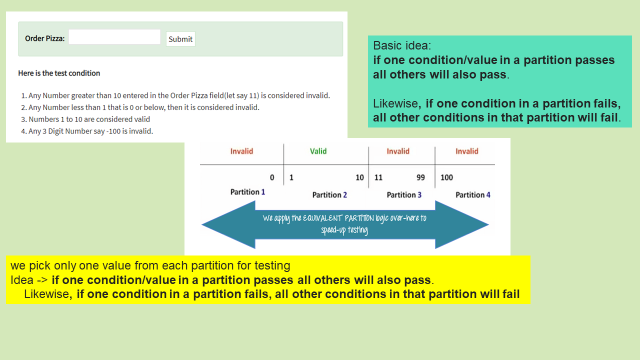 Order Pizza:
Submit
Here is the test condition
1. Any Number greater than 10 entered in the Order Pizza field(let say 11) is considered invalid.
2. Any Number less than 1 that is 0 or below, then it is considered invalid.
3. Numbers 1 to 10 are considered valid
4. Any 3 Digit Number say -100 is invalid.
Basic idea:
if one condition/value in a partition passes
all others will also pass.
Likewise, if one condition in a partition fails,
all other conditions in that partition will fail.
Invalid Valid Invalid Invalid
0 1 10 11 99 100
Partition 1 Partition 2 Partition 3 Partition 4
We apply the EQUIVALENT PARTITION logic over-here to
speed-up testing
we pick only one value from each partition for testing
Idea -> if one condition/value in a partition passes all others will also pass.
Likewise, if one condition in a partition fails, all other conditions in that partition will fail